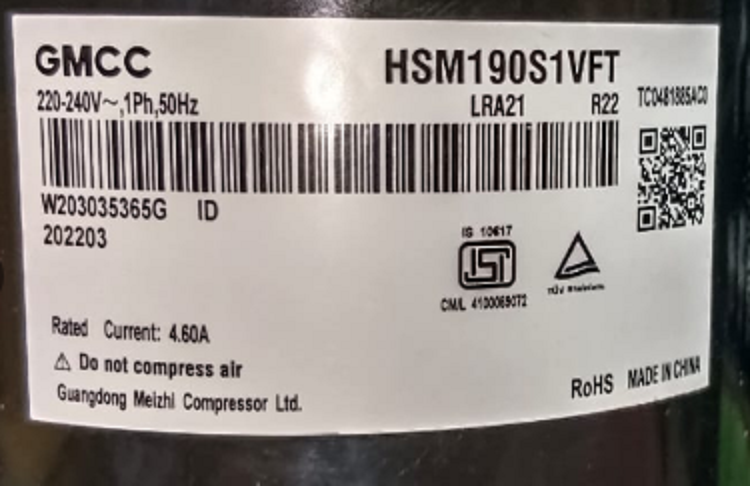 GMCC HSM190S1VFT
220-240V~,1Ph,50Hz LRA21 R22 TC0481885AC0
W203035365G ID
202203
IS 10617
CM/L 4100069072
Rated Current: 4.60A
⚠ Do not compress air
Guangdong Meizhi Compressor Ltd.
RoHS MADE IN CHINA